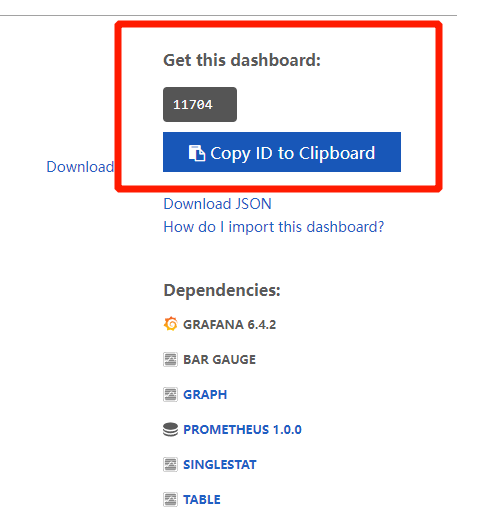 Get this dashboard:
11704
Copy ID to Clipboard
Download
Download JSON
How do I import this dashboard?
Dependencies:
GRAFANA 6.4.2
BAR GAUGE
GRAPH
PROMETHEUS 1.0.0
SINGLESTAT
TABLE